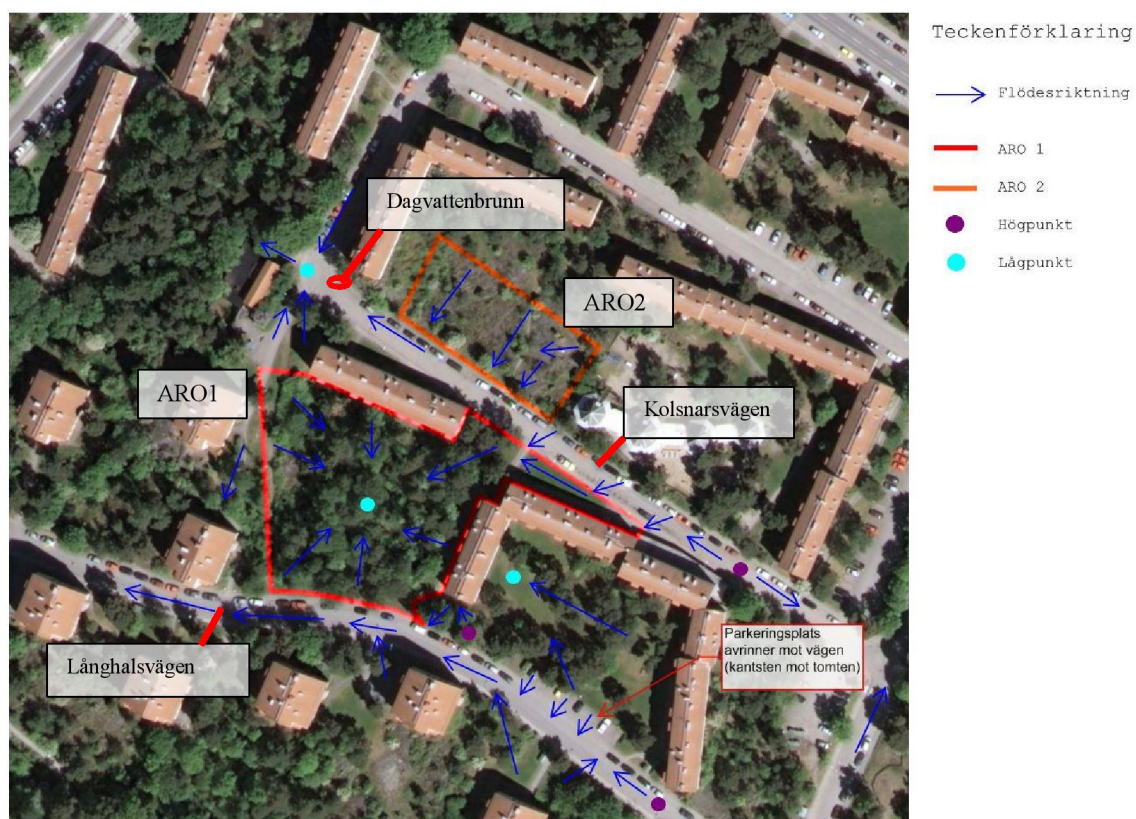 Teckenförklaring
Flödesriktning
ARO 1
ARO 2
Högpunkt
Lågpunkt
Dagvattenbrunn
ARO2
ARO1
Kolsnarsvägen
Långhalsvägen
Parkeringsplats
avrinner mot vägen
(kantsten mot tomten)